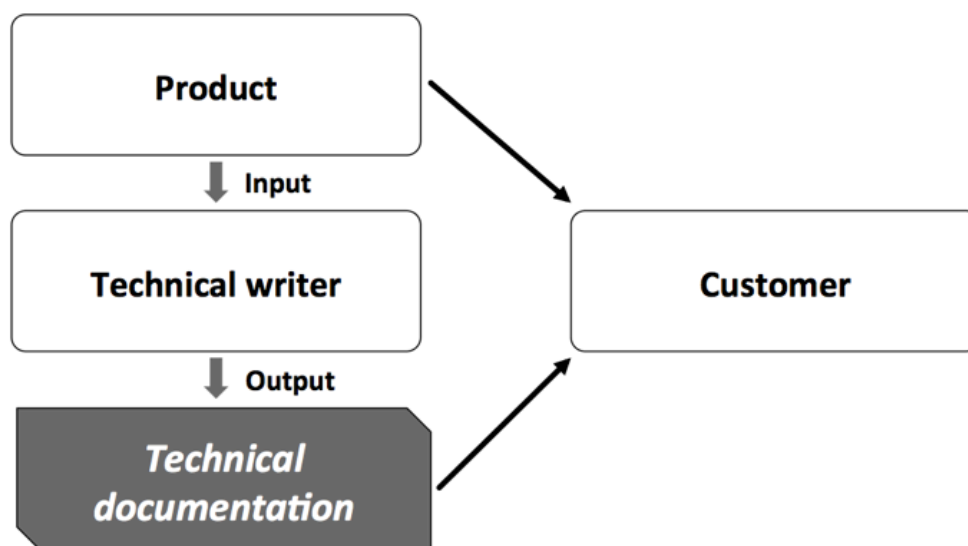 Product
Input
Technical writer
Customer
Output
Technical
documentation